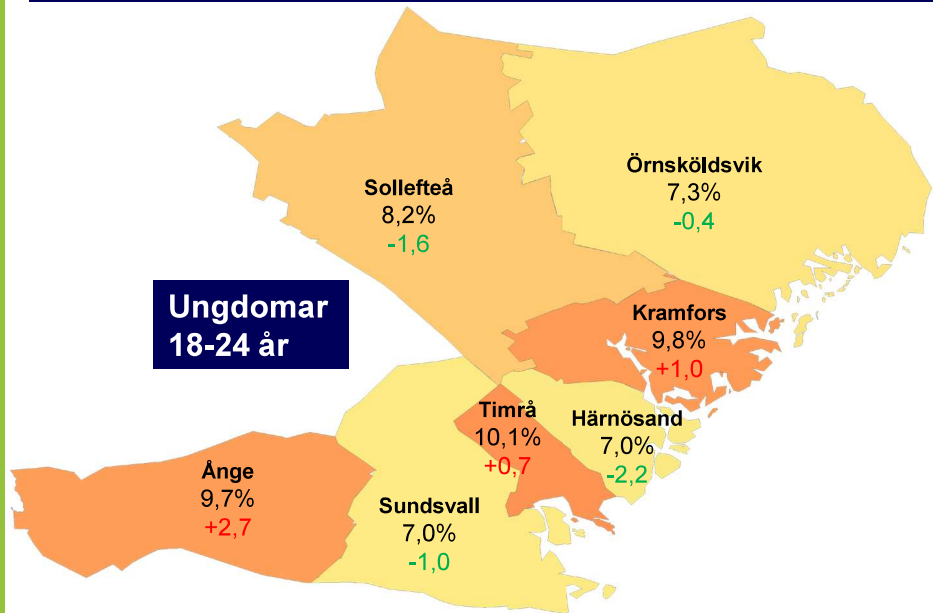 Örnsköldsvik
7,3%
-0,4
Sollefteå
8,2%
-1,6
Ungdomar
18-24 år
Kramfors
9,8%
+1,0
Timrå
10,1%
+0,7
Härnösand
7,0%
-2,2
Ånge
9,7%
+2,7
Sundsvall
7,0%
-1,0